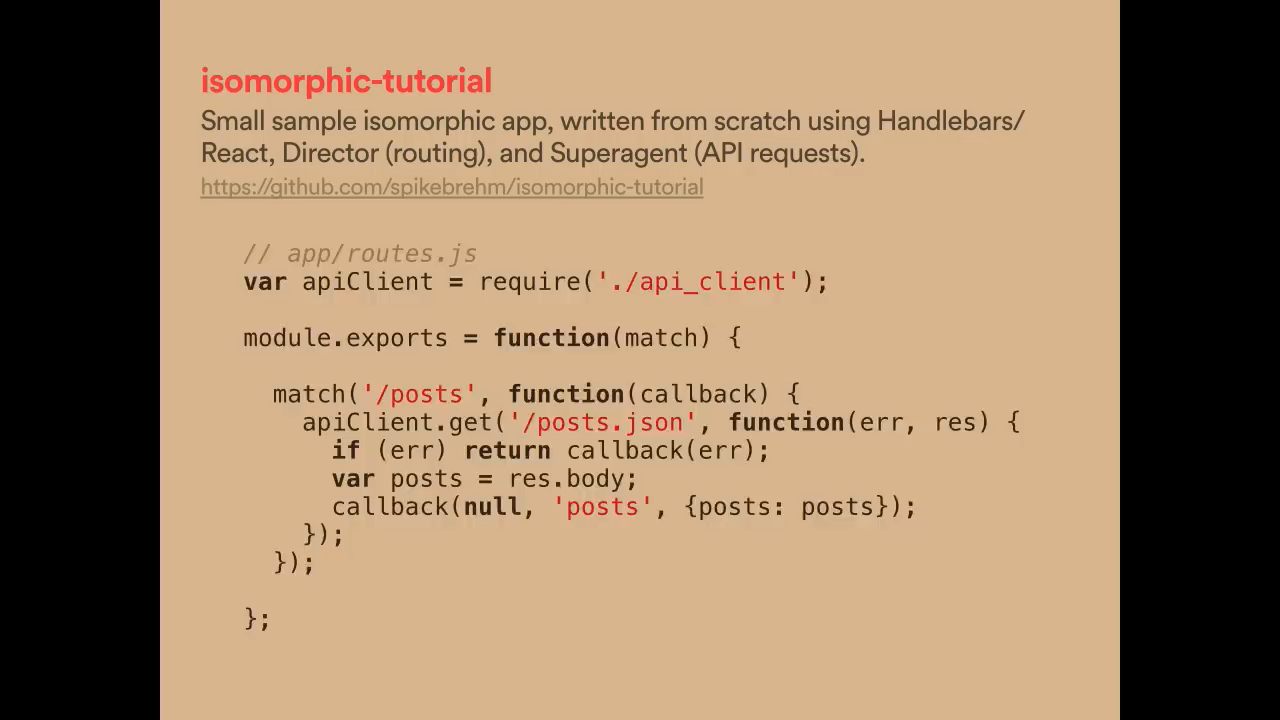 isomorphic-tutorial
Small sample isomorphic app, written from scratch using Handlebars/
React, Director (routing), and Superagent (API requests).
https://github.com/spikebrehm/isomorphic-tutorial
// app/routes.js
var apiClient = require('./api_client');
module.exports = function(match) {
  match('/posts', function(callback) {
    apiClient.get('/posts.json', function(err, res) {
      if (err) return callback(err);
      var posts = res.body;
      callback(null, 'posts', {posts: posts});
    });
  });
};